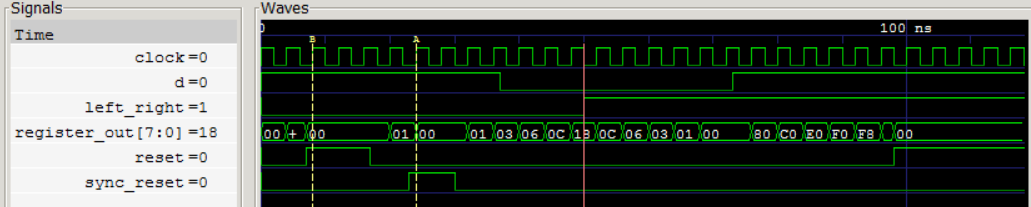 Signals
Waves
Time
0
100 ns
B
A
clock=0
d=0
left_right=1
register_out[7:0]=18
00 + 00 01 00 01 03 06 0C 18 0C 06 03 01 00 80 C0 E0 F0 F8 00
reset=0
sync_reset=0